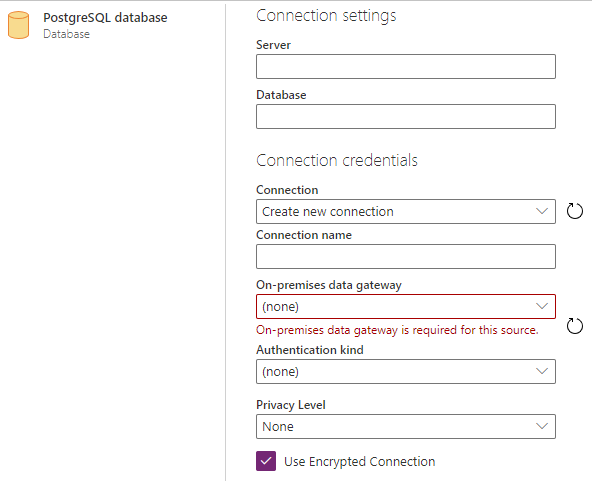 PostgreSQL database
Database
Connection settings
Server
Database
Connection credentials
Connection
Create new connection
Connection name
On-premises data gateway
(none)
On-premises data gateway is required for this source.
Authentication kind
(none)
Privacy Level
None
Use Encrypted Connection